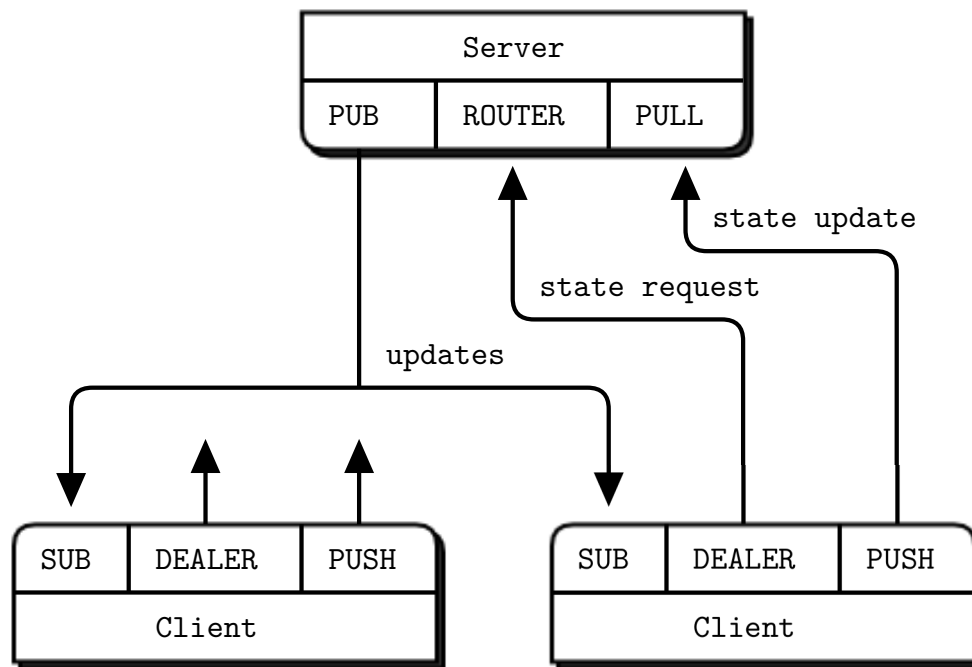 Server
PUB ROUTER PULL
state update
state request
updates
SUB DEALER PUSH SUB DEALER PUSH
Client Client